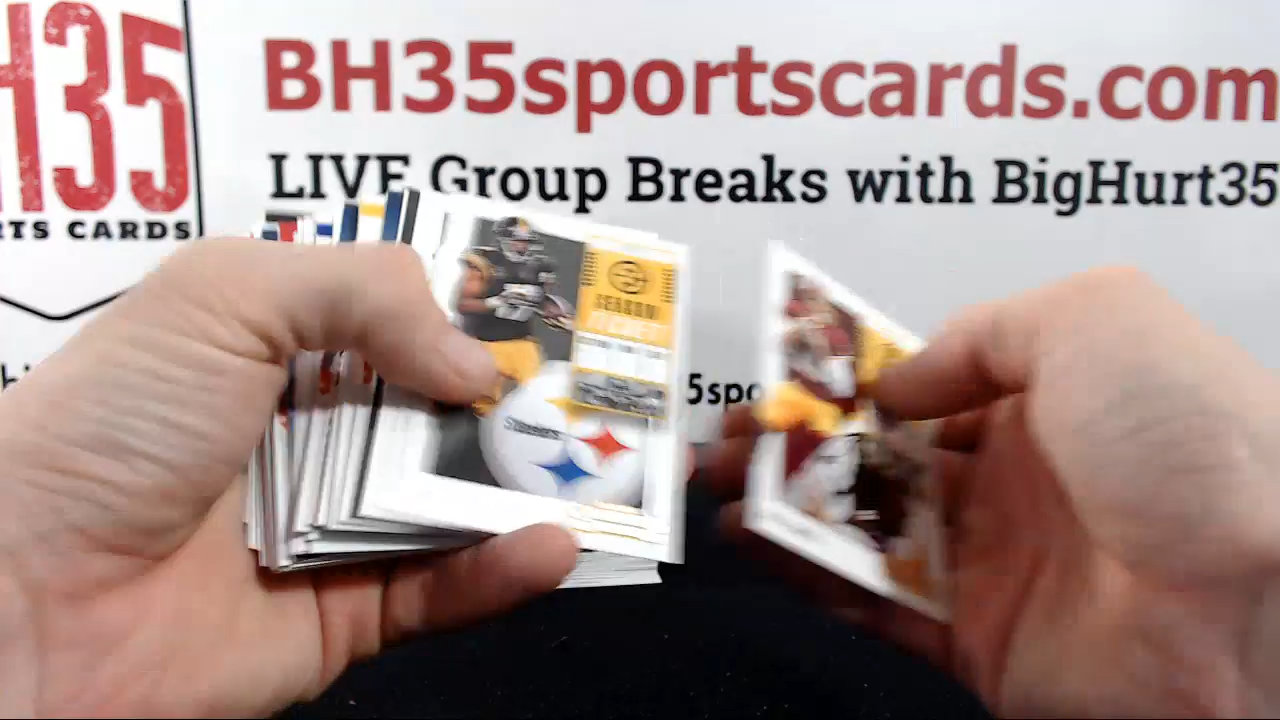 H35
RTS CARDS
BH35sportscards.com
LIVE Group Breaks with BigHurt35
5spo
SEASON
TICKET
Steelers